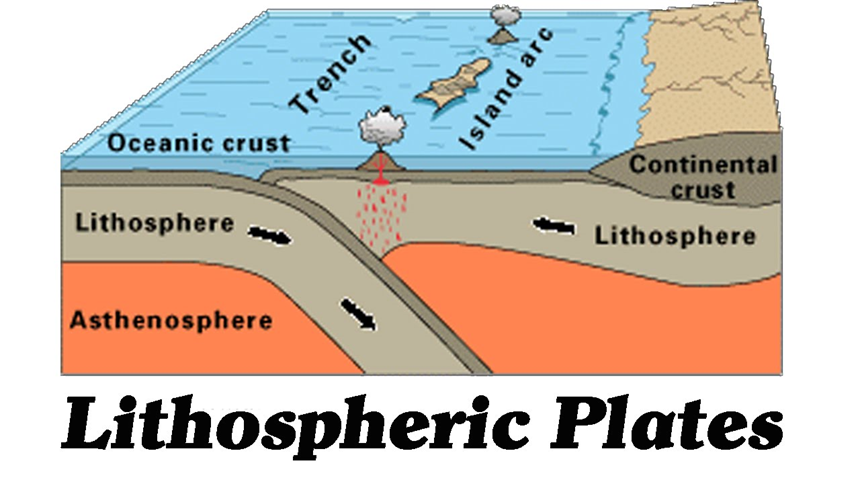 Trench
Island arc
Oceanic crust
Continental
crust
Lithosphere
Lithosphere
Asthenosphere
Lithospheric Plates